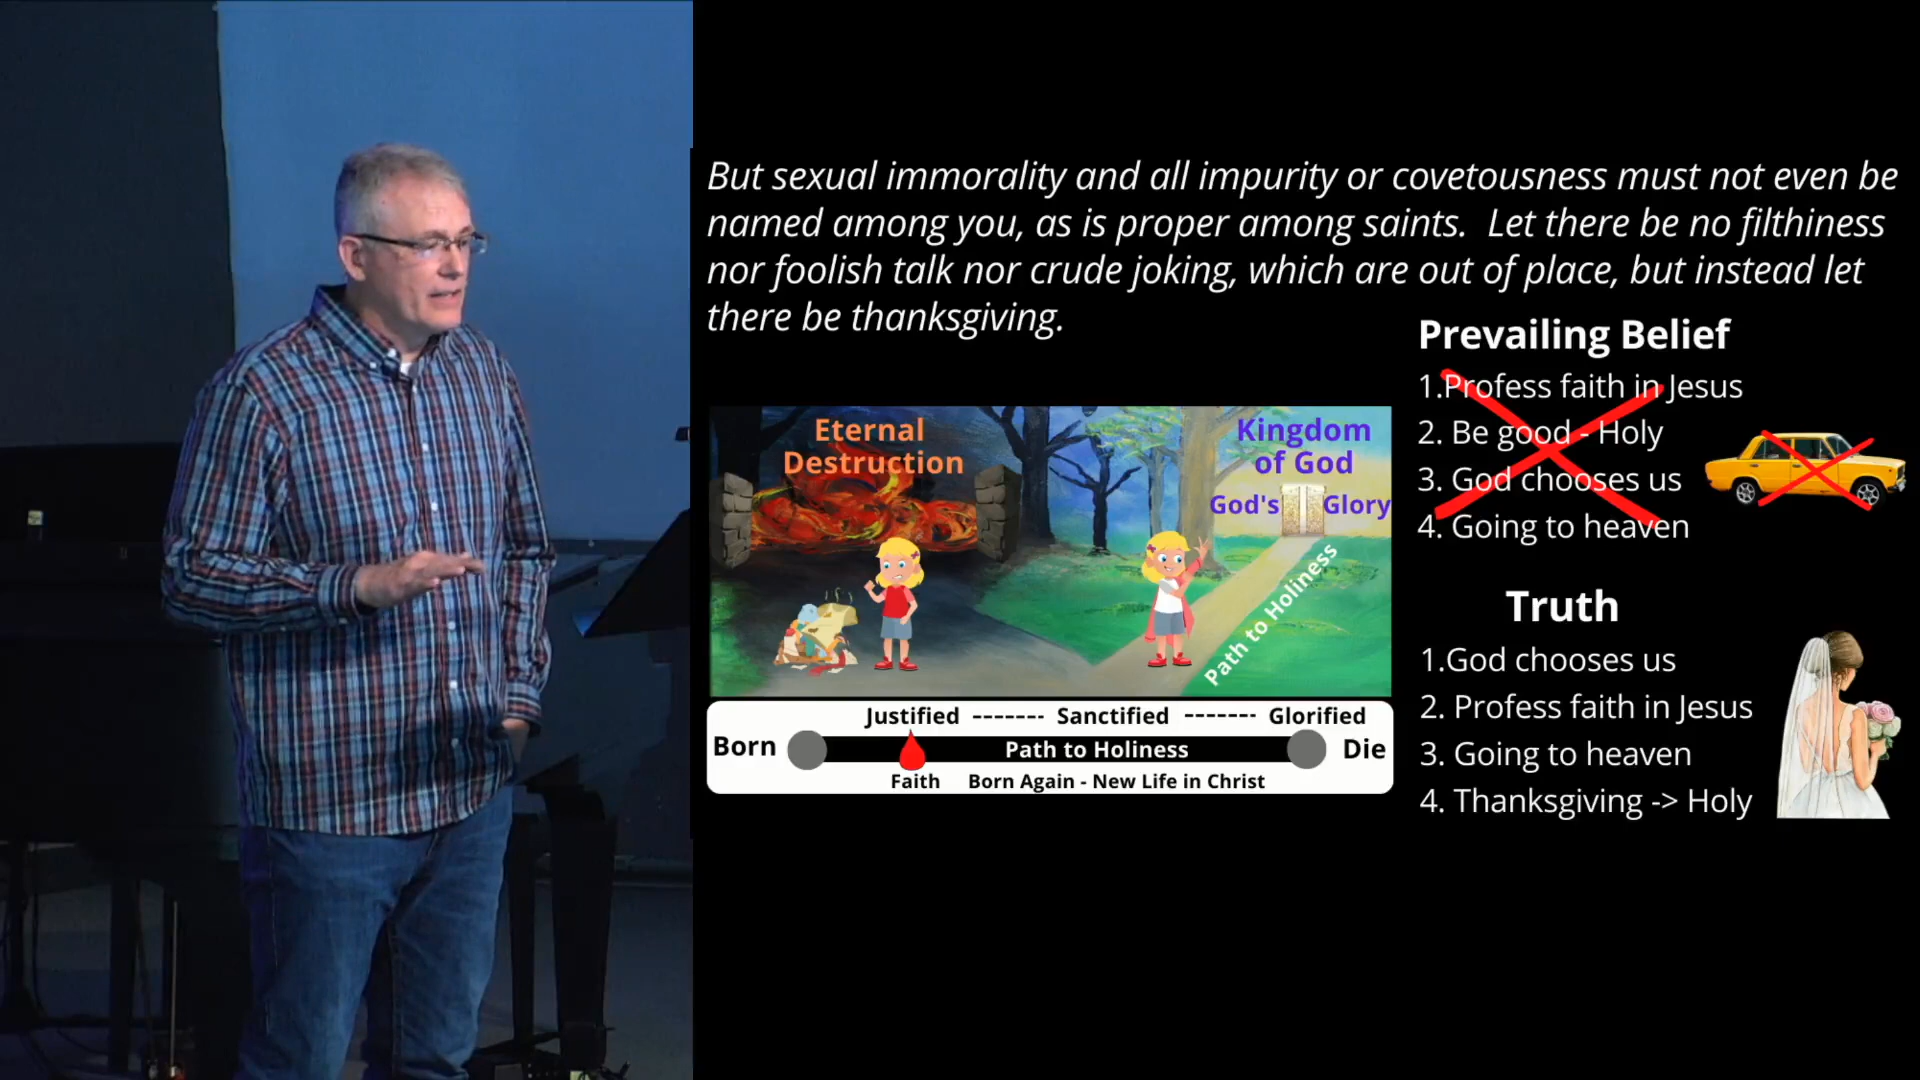 But sexual immorality and all impurity or covetousness must not even be
named among you, as is proper among saints.  Let there be no filthiness
nor foolish talk nor crude joking, which are out of place, but instead let
there be thanksgiving.
Prevailing Belief
1.Profess faith in Jesus
2. Be good - Holy
3. God chooses us
4. Going to heaven
Eternal
Destruction
Kingdom
of God
God's Glory
Path to Holiness
Truth
1.God chooses us
2. Profess faith in Jesus
3. Going to heaven
4. Thanksgiving -> Holy
Justified ------- Sanctified ------- Glorified
Born Path to Holiness Die
Faith Born Again - New Life in Christ